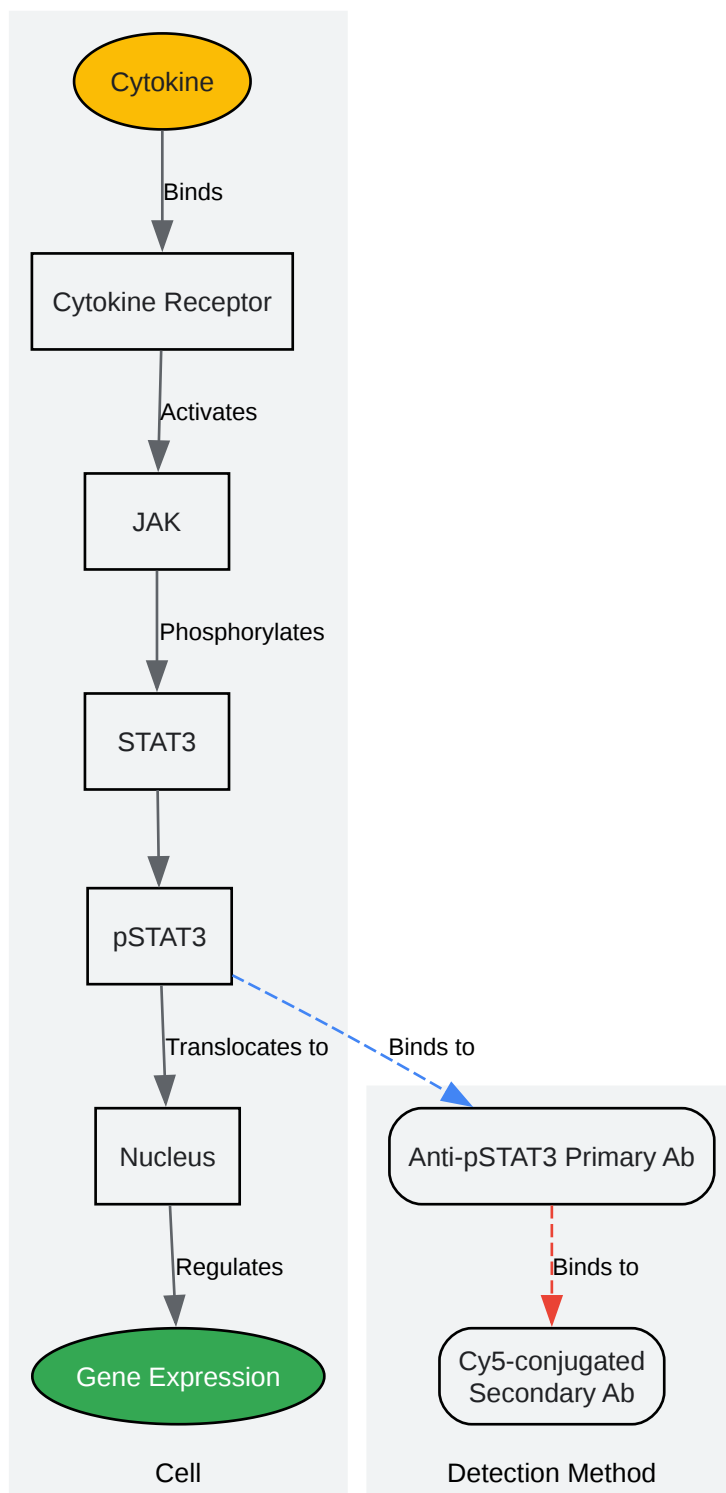 Cytokine
Binds
Cytokine Receptor
Activates
JAK
Phosphorylates
STAT3
pSTAT3
Translocates to
Binds to
Nucleus
Anti-pSTAT3 Primary Ab
Regulates
Binds to
Gene Expression
Cy5-conjugated
Secondary Ab
Cell
Detection Method